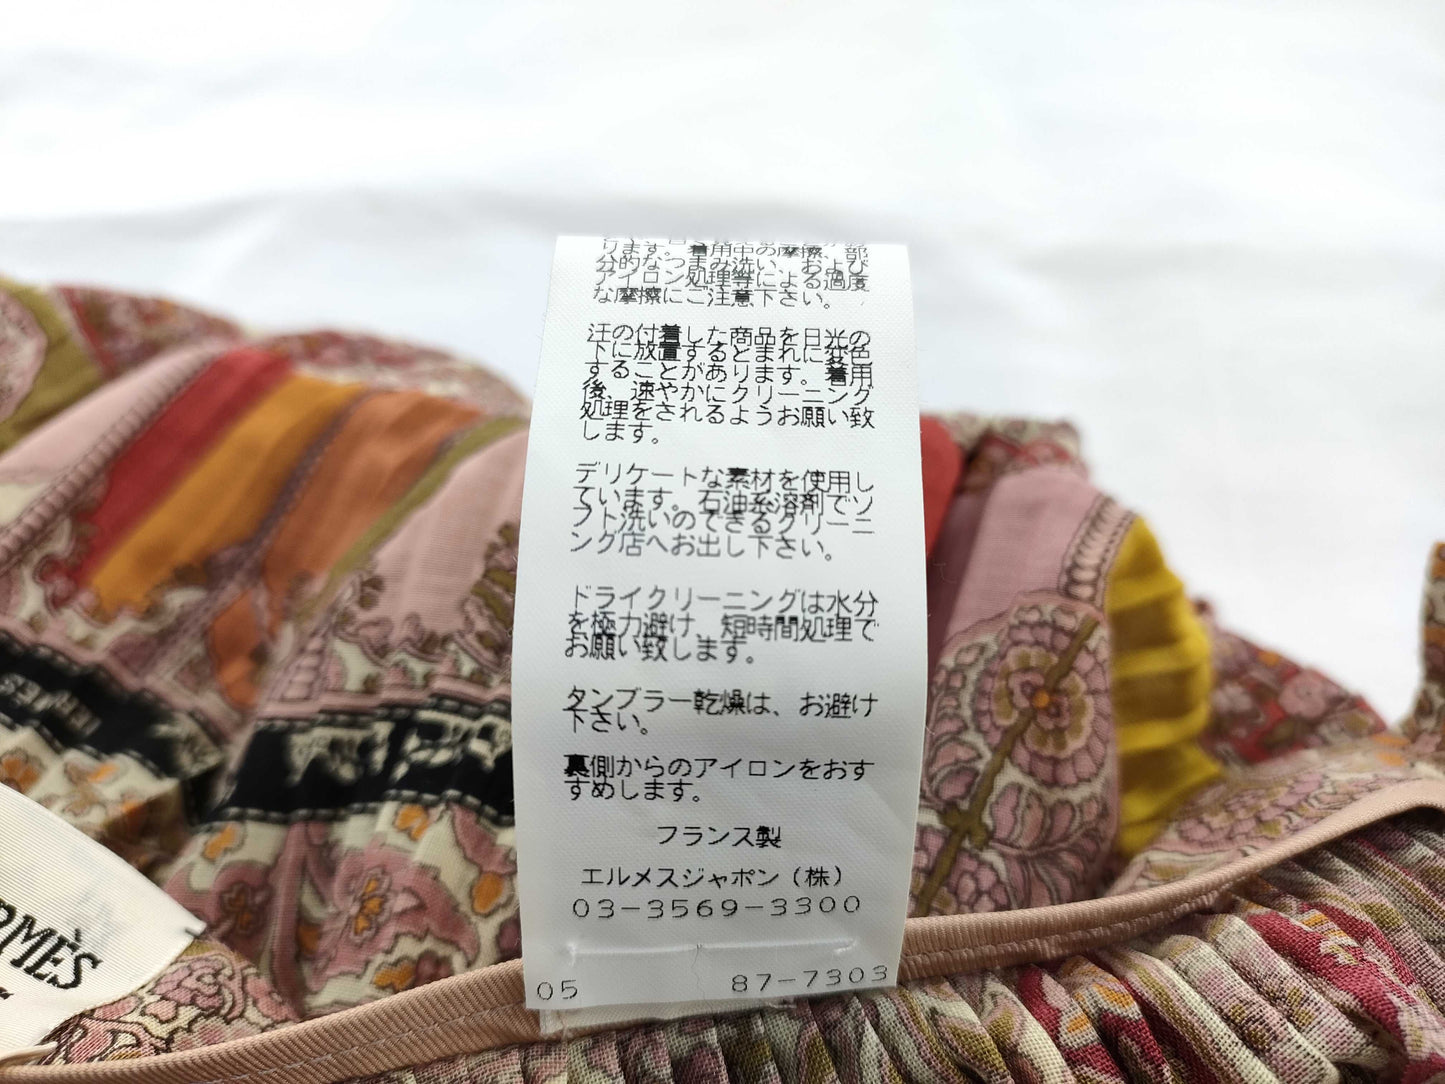 ります。着用中の摩擦、部
分的なつまみ洗い、および
アイロン処理等による過度
な摩擦にご注意下さい。
汗の付着した商品を日光の
下に放置するとまれに変色
することがあります。着用
後、速やかにクリーニング
処理をされるようお願い致
します。
デリケートな素材を使用し
ています。石油系溶剤でソ
フト洗いのできるクリーニ
ング店へお出し下さい。
ドライクリーニングは水分
を極力避け、短時間処理で
お願い致します。
タンブラー乾燥は、お避け
下さい。
裏側からのアイロンをおす
すめします。
フランス製
エルメスジャポン（株）
03-3569-3300
05 87-7303
RMÈS